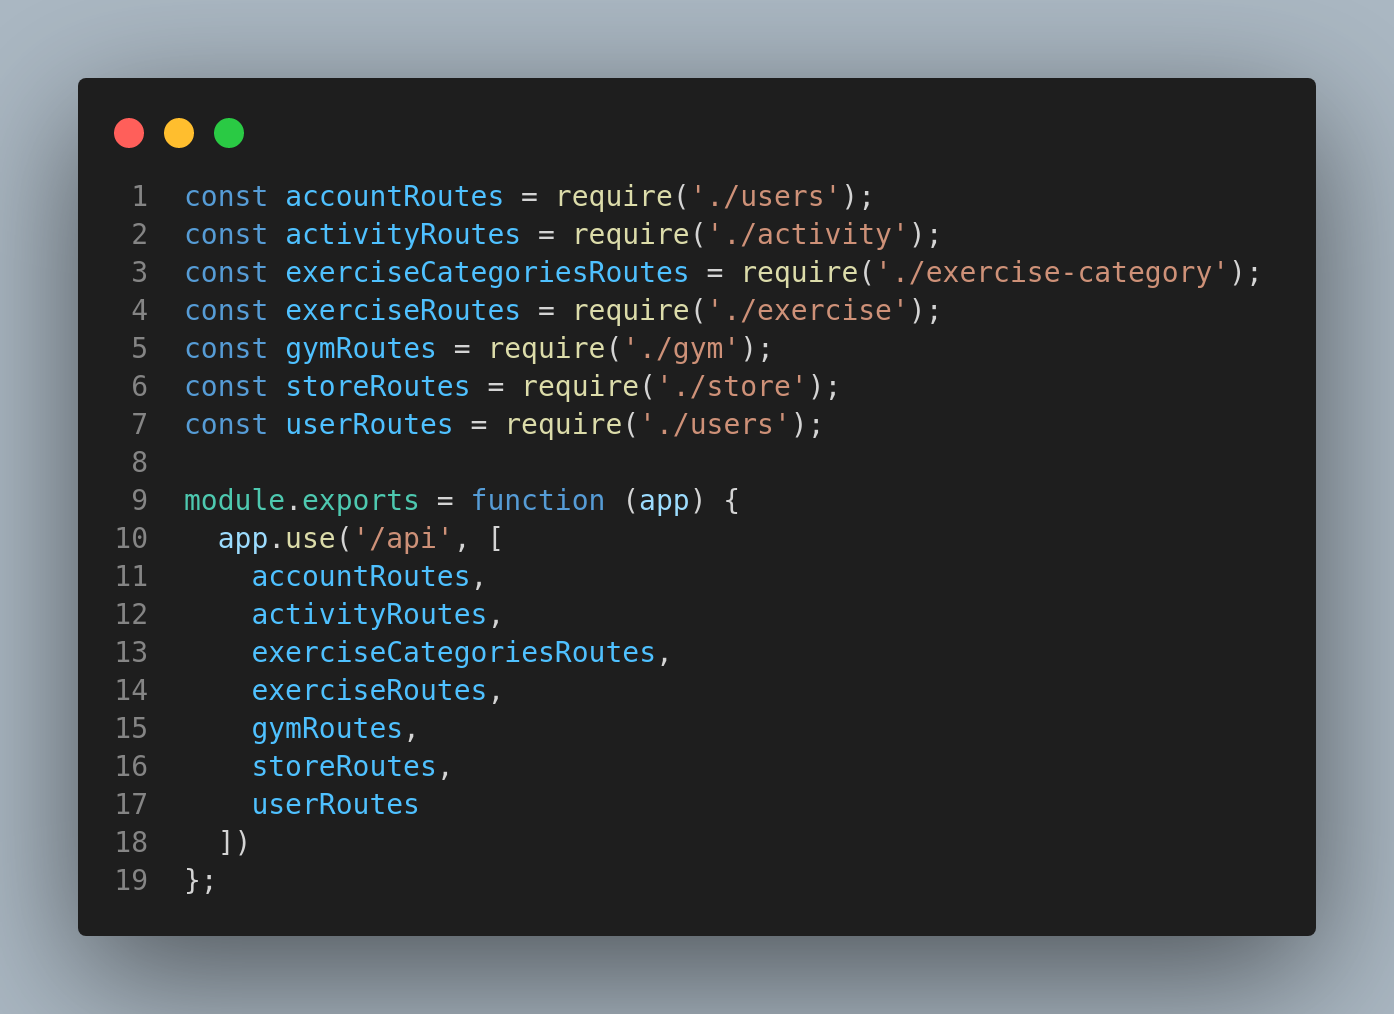 1 const accountRoutes = require('./users');
2 const activityRoutes = require('./activity');
3 const exerciseCategoriesRoutes = require('./exercise-category');
4 const exerciseRoutes = require('./exercise');
5 const gymRoutes = require('./gym');
6 const storeRoutes = require('./store');
7 const userRoutes = require('./users');
8
9 module.exports = function (app) {
10   app.use('/api', [
11     accountRoutes,
12     activityRoutes,
13     exerciseCategoriesRoutes,
14     exerciseRoutes,
15     gymRoutes,
16     storeRoutes,
17     userRoutes
18   ])
19 };